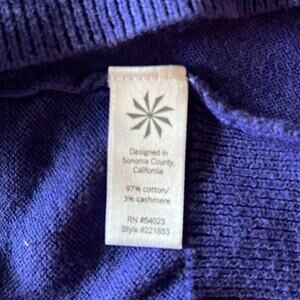 Designed in
Sonoma County,
California
97% cotton/
3% cashmere
RN #54023
Style #221853